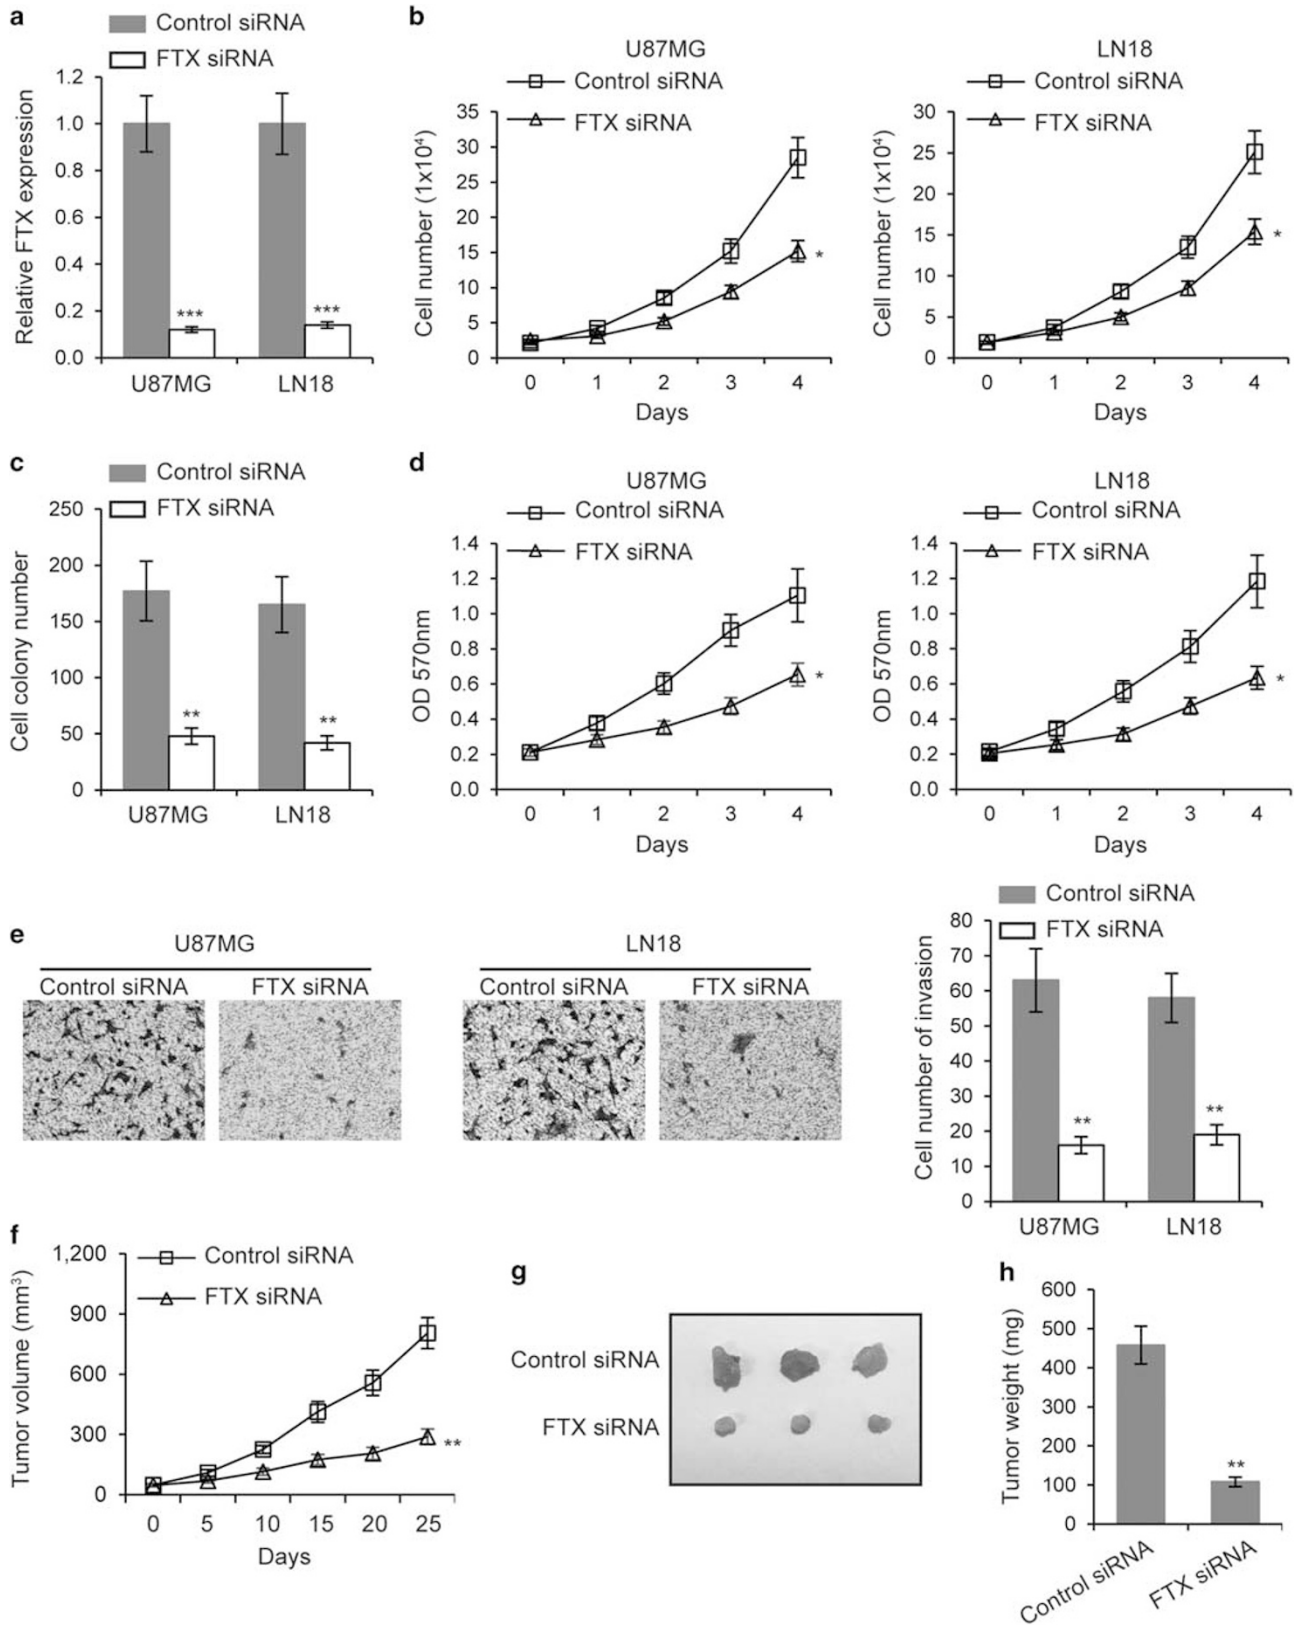 a
Control siRNA
FTX siRNA
Relative FTX expression
1.2
1.0
0.8
0.6
0.4
0.2
0.0
***
***
U87MG LN18
b
U87MG
Control siRNA
FTX siRNA
Cell number (1x10⁴)
35
30
25
20
15
10
5
0
*
0 1 2 3 4
Days
LN18
Control siRNA
FTX siRNA
Cell number (1x10⁴)
30
25
20
15
10
5
0
*
0 1 2 3 4
Days
c
Control siRNA
FTX siRNA
Cell colony number
250
200
150
100
50
0
**
**
U87MG LN18
d
U87MG
Control siRNA
FTX siRNA
OD 570nm
1.4
1.2
1.0
0.8
0.6
0.4
0.2
0.0
*
0 1 2 3 4
Days
LN18
Control siRNA
FTX siRNA
OD 570nm
1.4
1.2
1.0
0.8
0.6
0.4
0.2
0.0
*
0 1 2 3 4
Days
e
U87MG
Control siRNA FTX siRNA
LN18
Control siRNA FTX siRNA
Control siRNA
FTX siRNA
Cell number of invasion
80
70
60
50
40
30
20
10
0
**
**
U87MG LN18
f
Control siRNA
FTX siRNA
Tumor volume (mm³)
1,200
900
600
300
0
**
0 5 10 15 20 25
Days
g
Control siRNA
FTX siRNA
h
Tumor weight (mg)
600
500
400
300
200
100
0
**
Control siRNA
FTX siRNA